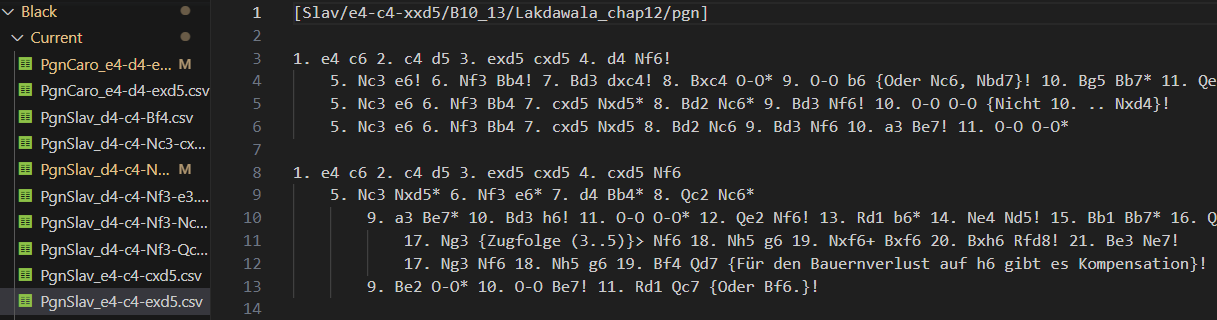 Black
Current
PgnCaro_e4-d4-e... M
PgnCaro_e4-d4-exd5.csv
PgnSlav_d4-c4-Bf4.csv
PgnSlav_d4-c4-Nc3-cx...
PgnSlav_d4-c4-N... M
PgnSlav_d4-c4-Nf3-e3....
PgnSlav_d4-c4-Nf3-Nc...
PgnSlav_d4-c4-Nf3-Qc...
PgnSlav_e4-c4-cxd5.csv
PgnSlav_e4-c4-exd5.csv
1 [Slav/e4-c4-xxd5/B10_13/Lakdawala_chap12/pgn]
2
3 1. e4 c6 2. c4 d5 3. exd5 cxd5 4. d4 Nf6!
4 5. Nc3 e6! 6. Nf3 Bb4! 7. Bd3 dxc4! 8. Bxc4 O-O* 9. O-O b6 {Oder Nc6, Nbd7}! 10. Bg5 Bb7* 11. Qe
5 5. Nc3 e6 6. Nf3 Bb4 7. cxd5 Nxd5* 8. Bd2 Nc6* 9. Bd3 Nf6! 10. O-O O-O {Nicht 10. .. Nxd4}!
6 5. Nc3 e6 6. Nf3 Bb4 7. cxd5 Nxd5 8. Bd2 Nc6 9. Bd3 Nf6 10. a3 Be7! 11. O-O O-O*
7
8 1. e4 c6 2. c4 d5 3. exd5 cxd5 4. cxd5 Nf6
9 5. Nc3 Nxd5* 6. Nf3 e6* 7. d4 Bb4* 8. Qc2 Nc6*
10 9. a3 Be7* 10. Bd3 h6! 11. O-O O-O* 12. Qe2 Nf6! 13. Rd1 b6* 14. Ne4 Nd5! 15. Bb1 Bb7* 16. Q
11 17. Ng3 {Zugfolge (3..5)}> Nf6 18. Nh5 g6 19. Nxf6+ Bxf6 20. Bxh6 Rfd8! 21. Be3 Ne7!
12 17. Ng3 Nf6 18. Nh5 g6 19. Bf4 Qd7 {Für den Bauernverlust auf h6 gibt es Kompensation}!
13 9. Be2 O-O* 10. O-O Be7! 11. Rd1 Qc7 {Oder Bf6.}!
14